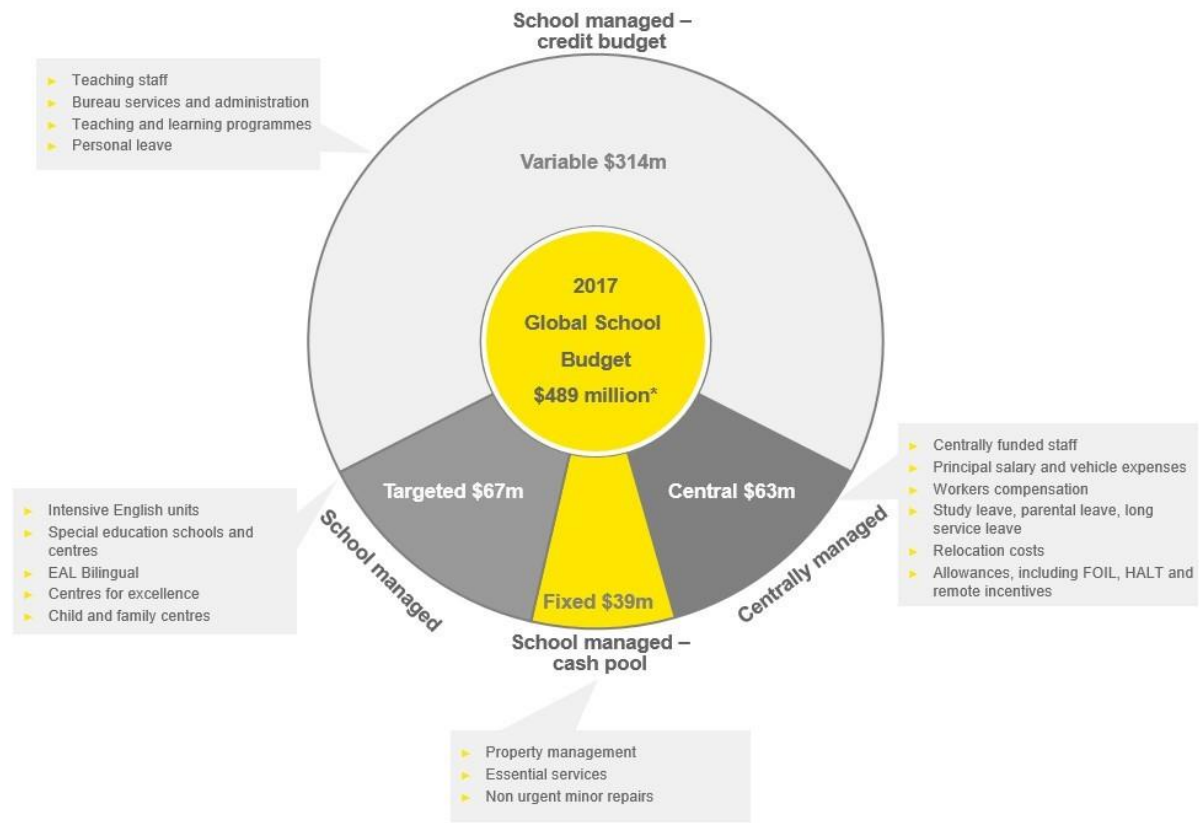 School managed –
credit budget
► Teaching staff
► Bureau services and administration
► Teaching and learning programmes
► Personal leave
Variable $314m
2017
Global School
Budget
$489 million*
Targeted $67m
Central $63m
Fixed $39m
School managed
Centrally managed
School managed –
cash pool
► Intensive English units
► Special education schools and
centres
► EAL Bilingual
► Centres for excellence
► Child and family centres
► Centrally funded staff
► Principal salary and vehicle expenses
► Workers compensation
► Study leave, parental leave, long
service leave
► Relocation costs
► Allowances, including FOIL, HALT and
remote incentives
► Property management
► Essential services
► Non urgent minor repairs